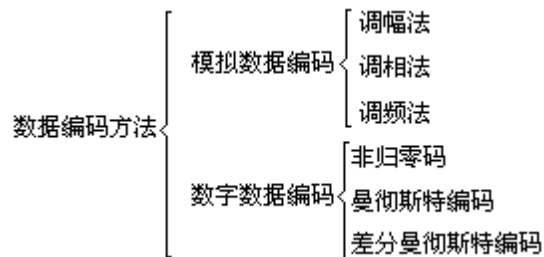 数据编码方法
模拟数据编码
调幅法
调相法
调频法
数字数据编码
非归零码
曼彻斯特编码
差分曼彻斯特编码